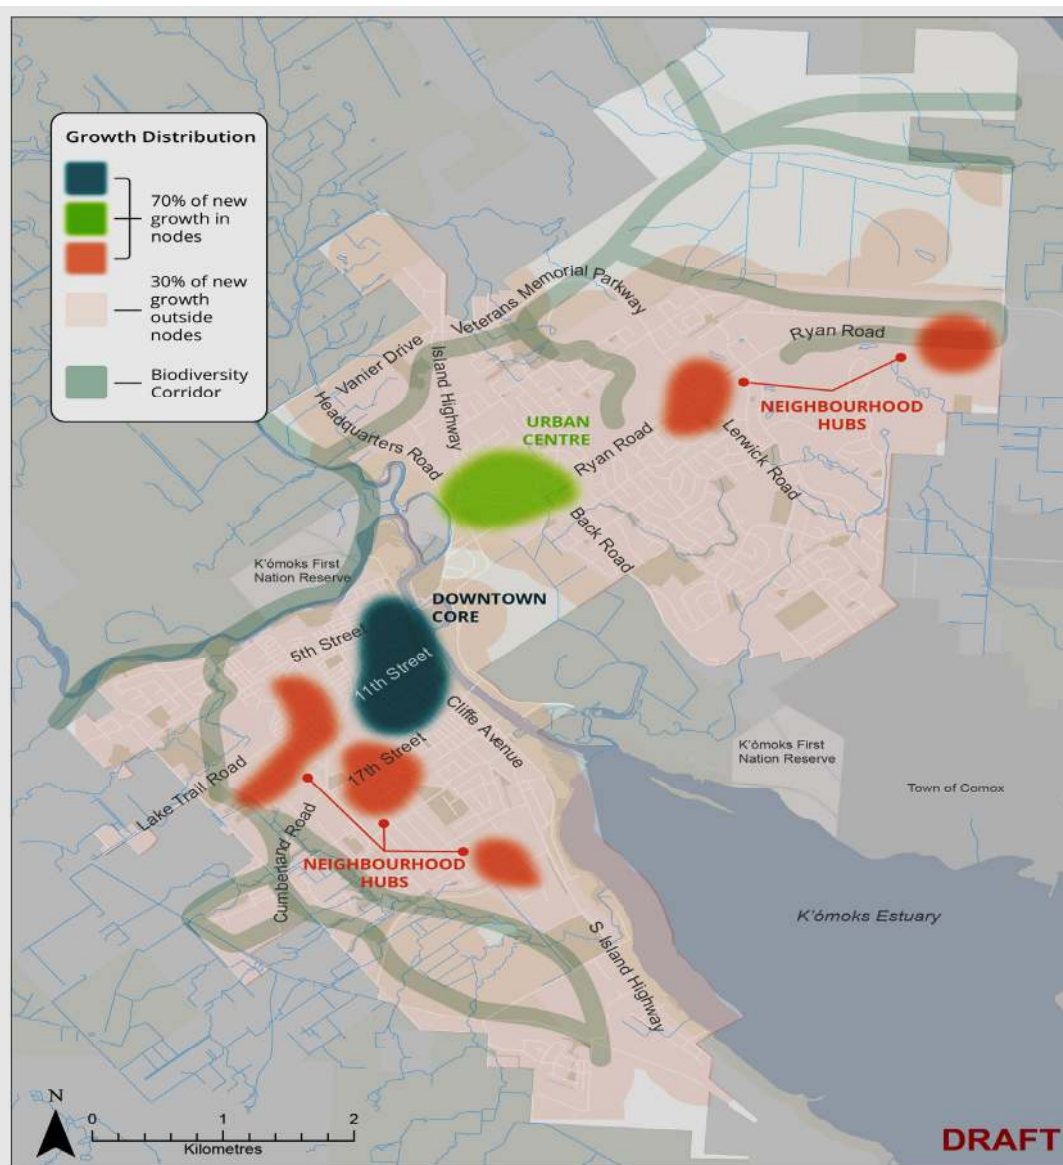 Growth Distribution
70% of new
growth in
nodes
30% of new
growth
outside
nodes
Biodiversity
Corridor
Veterans Memorial Parkway
Vanier Drive
Island Highway
Headquarters Road
Ryan Road
NEIGHBOURHOOD
HUBS
URBAN
CENTRE
Ryan Road
Lerwick Road
Back Road
K'ómoks First
Nation Reserve
DOWNTOWN
CORE
5th Street
11th Street
Cliffe Avenue
17th Street
K'ómoks First
Nation Reserve
Town of Comox
Lake Trail Road
Cumberland Road
NEIGHBOURHOOD
HUBS
K'ómoks Estuary
S Island Highway
N
0 1 2
Kilometres
DRAFT